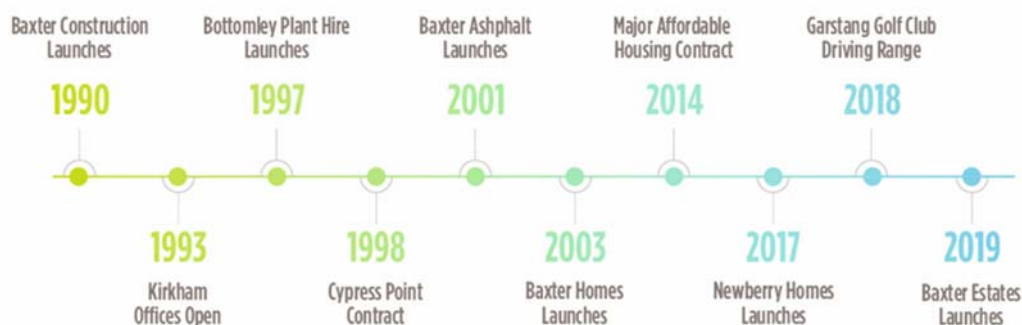 Baxter Construction
Launches
1990
Bottomley Plant Hire
Launches
1997
Baxter Ashphalt
Launches
2001
Major Affordable
Housing Contract
2014
Garstang Golf Club
Driving Range
2018
1993
Kirkham
Offices Open
1998
Cypress Point
Contract
2003
Baxter Homes
Launches
2017
Newberry Homes
Launches
2019
Baxter Estates
Launches